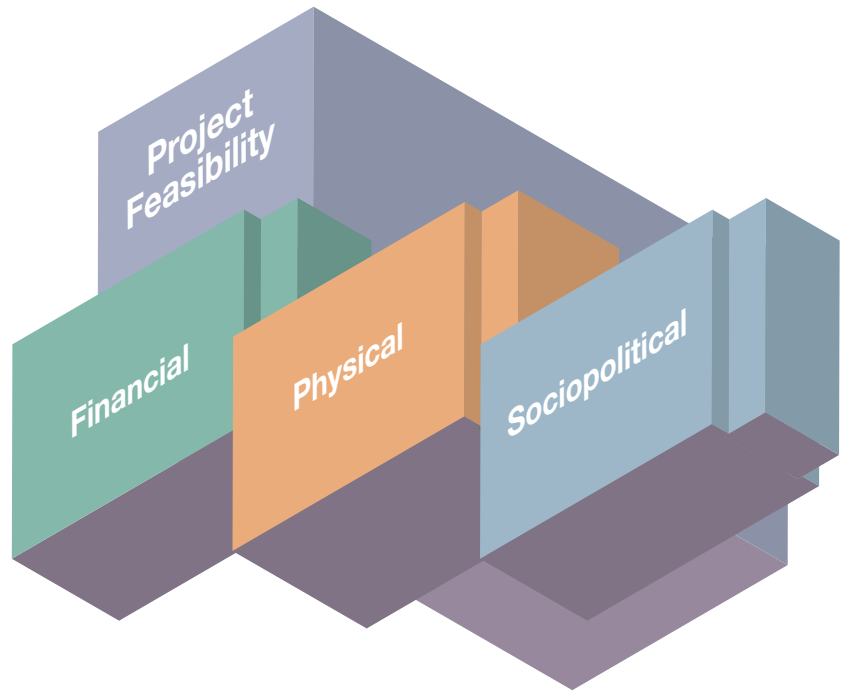 Project
Feasibility
Financial
Physical
Sociopolitical